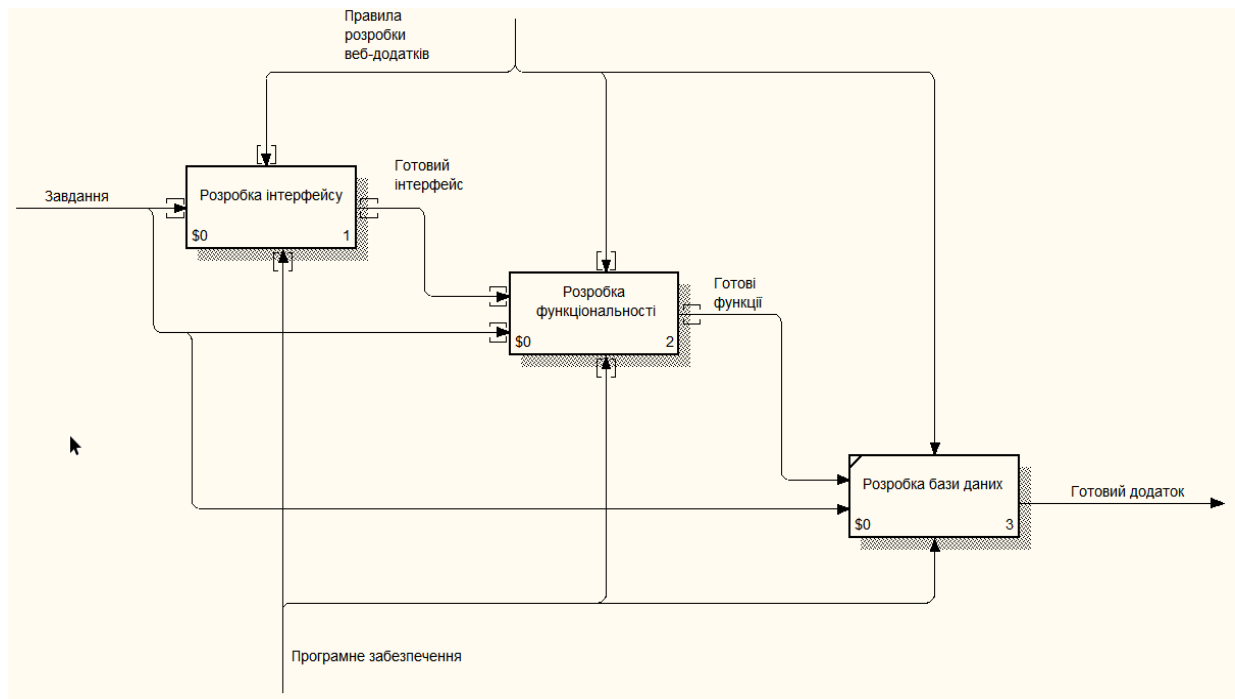 Правила
розробки
веб-додатків
Завдання
Розробка інтерфейсу
$0 1
Готовий
інтерфейс
Розробка
функціональності
$0 2
Готові
функції
Розробка бази даних
$0 3
Готовий додаток
Програмне забезпечення